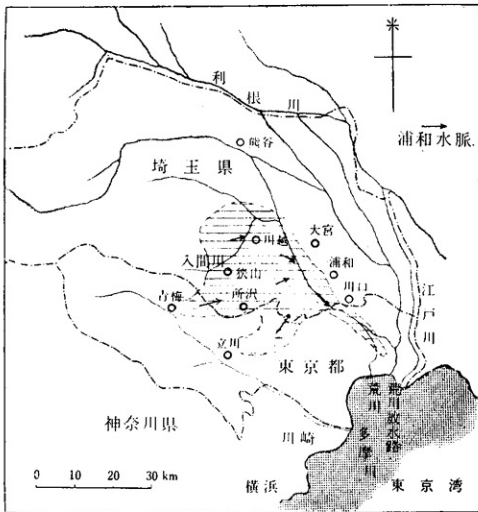 利根川
浦和水脈
熊谷
埼玉県
大宮
川越
入間川
狭山
浦和
川口
江戸川
青梅
所沢
立川
東京都
荒川
荒川放水路
多摩川
神奈川県
川崎
0 10 20 30 km
横浜
東京湾